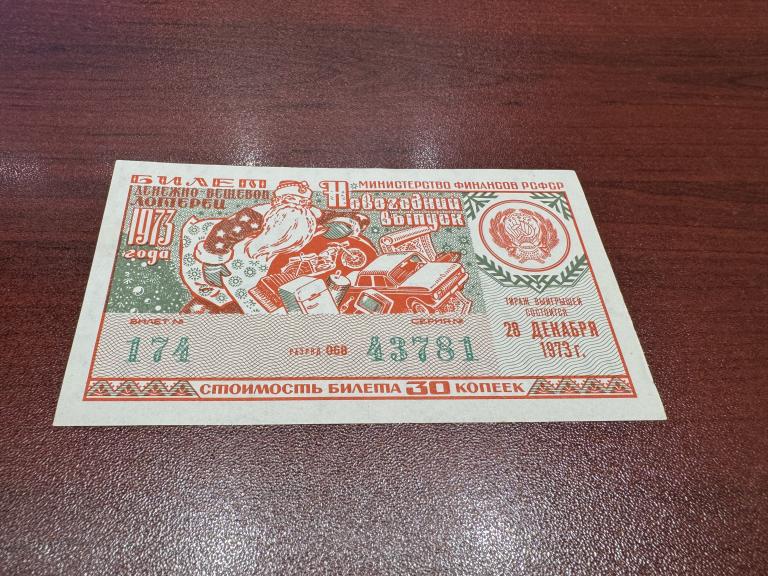 БИЛЕТ
ДЕНЕЖНО-ВЕЩЕВОЙ
ЛОТЕРЕИ
1973
года
Новогодний
выпуск
МИНИСТЕРСТВО ФИНАНСОВ РСФСР
ТИРАЖ ВЫИГРЫШЕЙ
СОСТОИТСЯ
28 ДЕКАБРЯ
1973 г.
БИЛЕТ №
174
РАЗРЯД 068
СЕРИЯ №
43781
СТОИМОСТЬ БИЛЕТА 30 КОПЕЕК